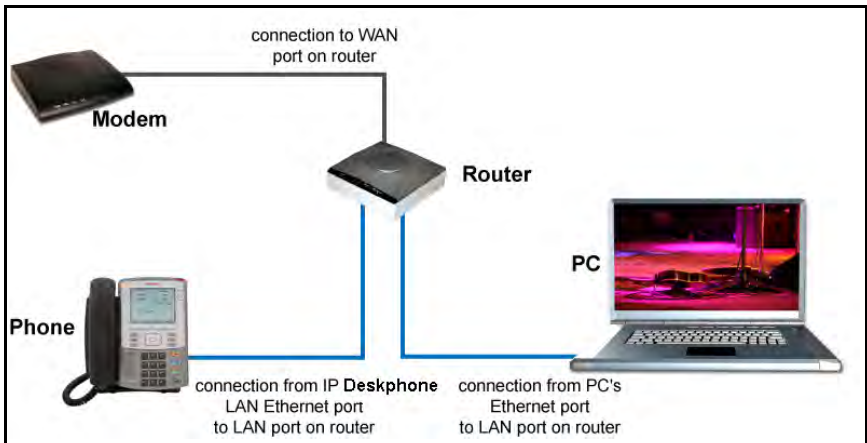 connection to WAN
port on router
Modem
Router
PC
Phone
connection from IP Deskphone
LAN Ethernet port
to LAN port on router
connection from PC's
Ethernet port
to LAN port on router